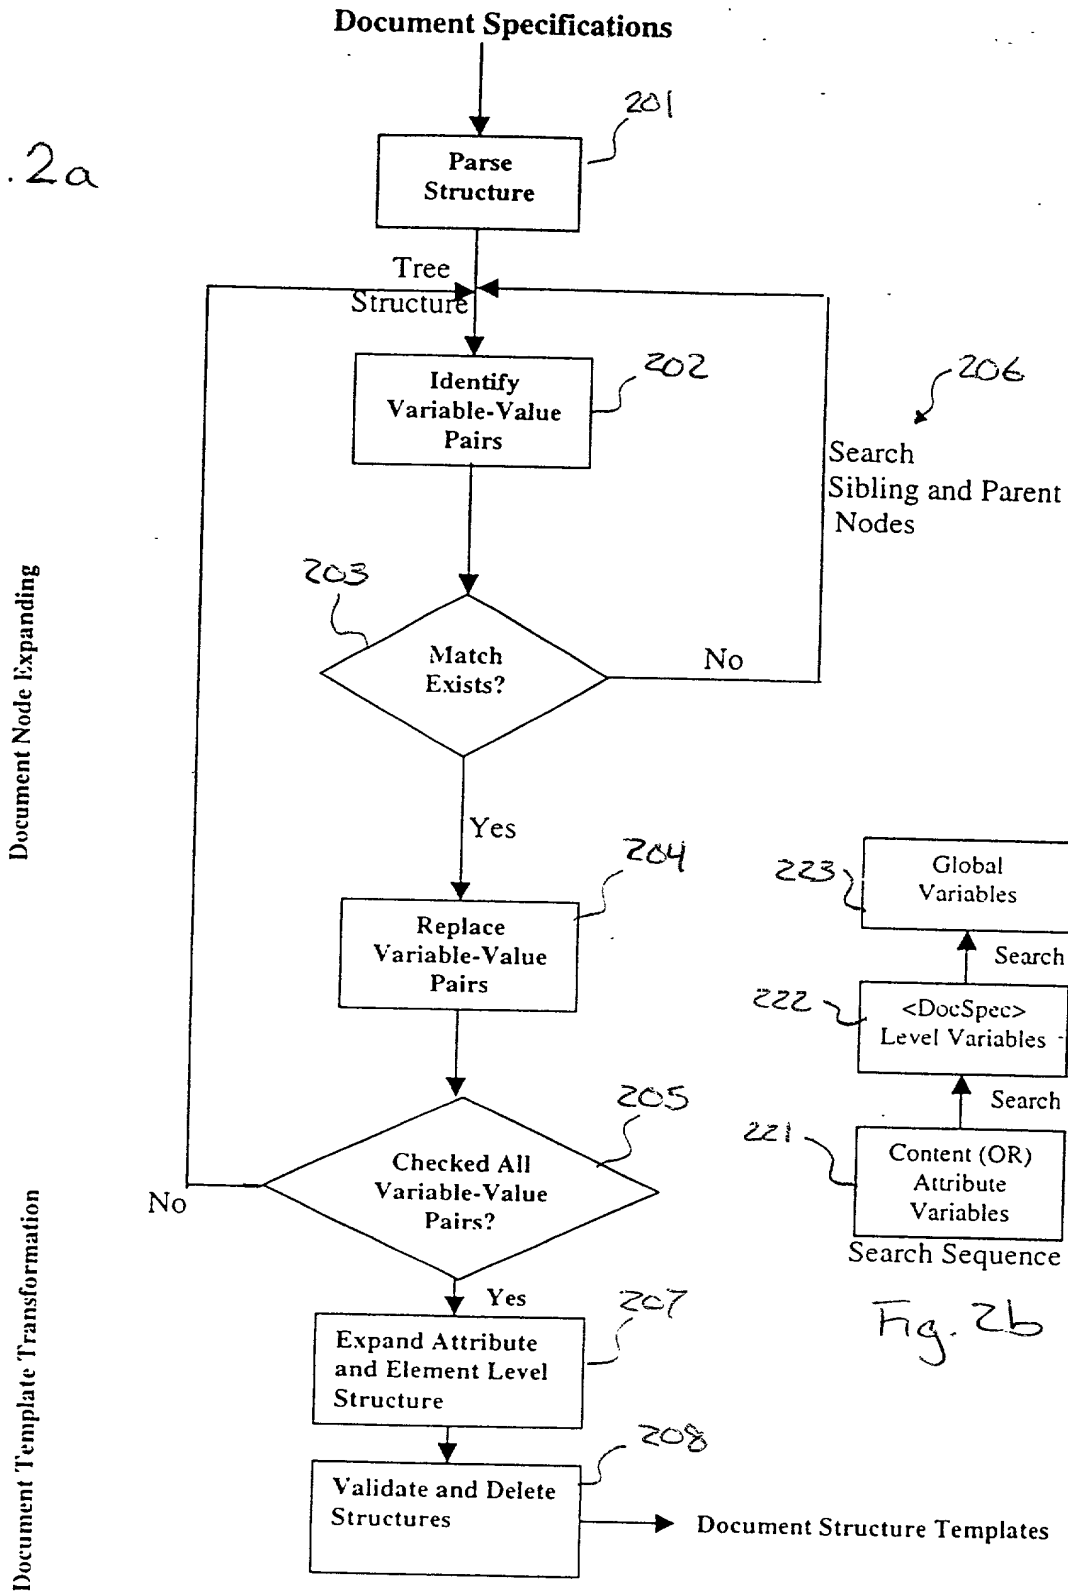 Document Specifications
201
.2a
Parse
Structure
Tree
Structure
202
206
Identify
Variable-Value
Pairs
Search
Sibling and Parent
Nodes
203
Match
Exists?
No
Document Node Expanding
Yes
204
223
Global
Variables
Replace
Variable-Value
Pairs
Search
222
<DocSpec>
Level Variables
205
Search
221
Content (OR)
Attribute
Variables
Checked All
Variable-Value
Pairs?
No
Search Sequence
Yes
207
Fig. 2b
Expand Attribute
and Element Level
Structure
208
Validate and Delete
Structures
Document Structure Templates
Document Template Transformation